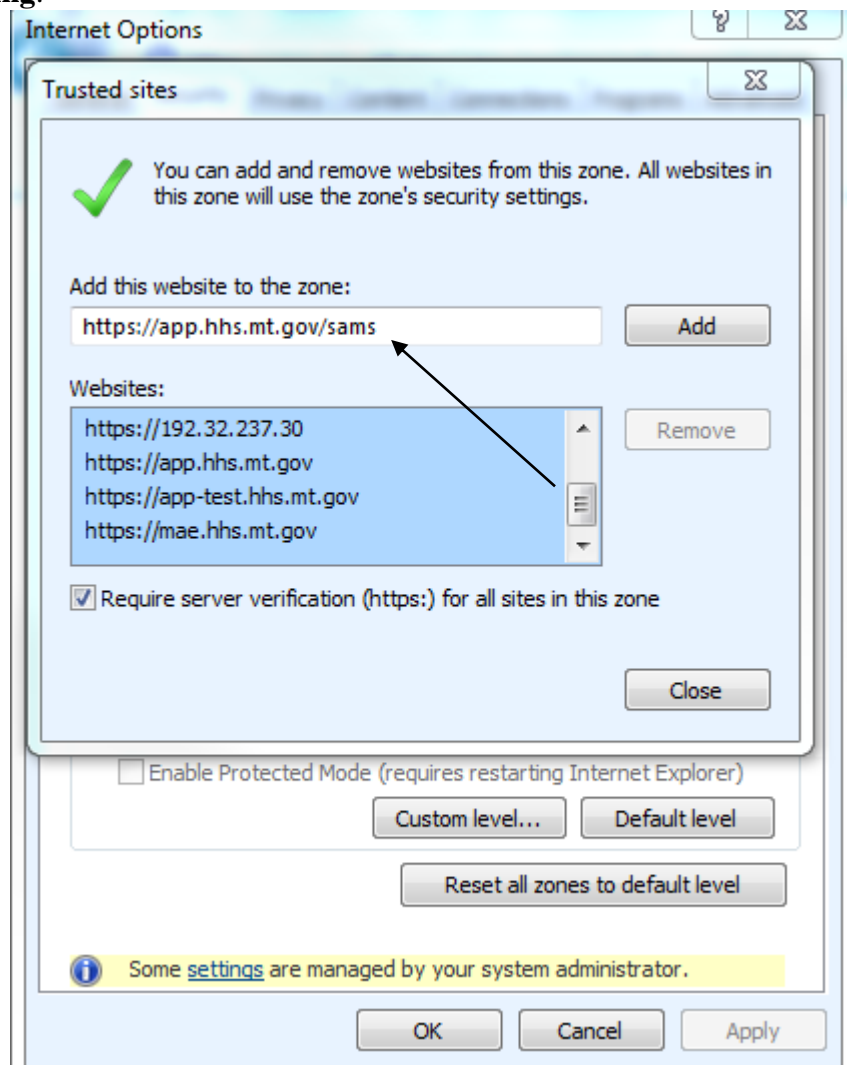 Internet Options
Trusted sites
You can add and remove websites from this zone. All websites in
this zone will use the zone's security settings.
Add this website to the zone:
https://app.hhs.mt.gov/sams
Add
Websites:
https://192.32.237.30
Remove
https://app.hhs.mt.gov
https://app-test.hhs.mt.gov
https://mae.hhs.mt.gov
Require server verification (https:) for all sites in this zone
Close
Enable Protected Mode (requires restarting Internet Explorer)
Custom level...
Default level
Reset all zones to default level
Some settings are managed by your system administrator.
OK
Cancel
Apply